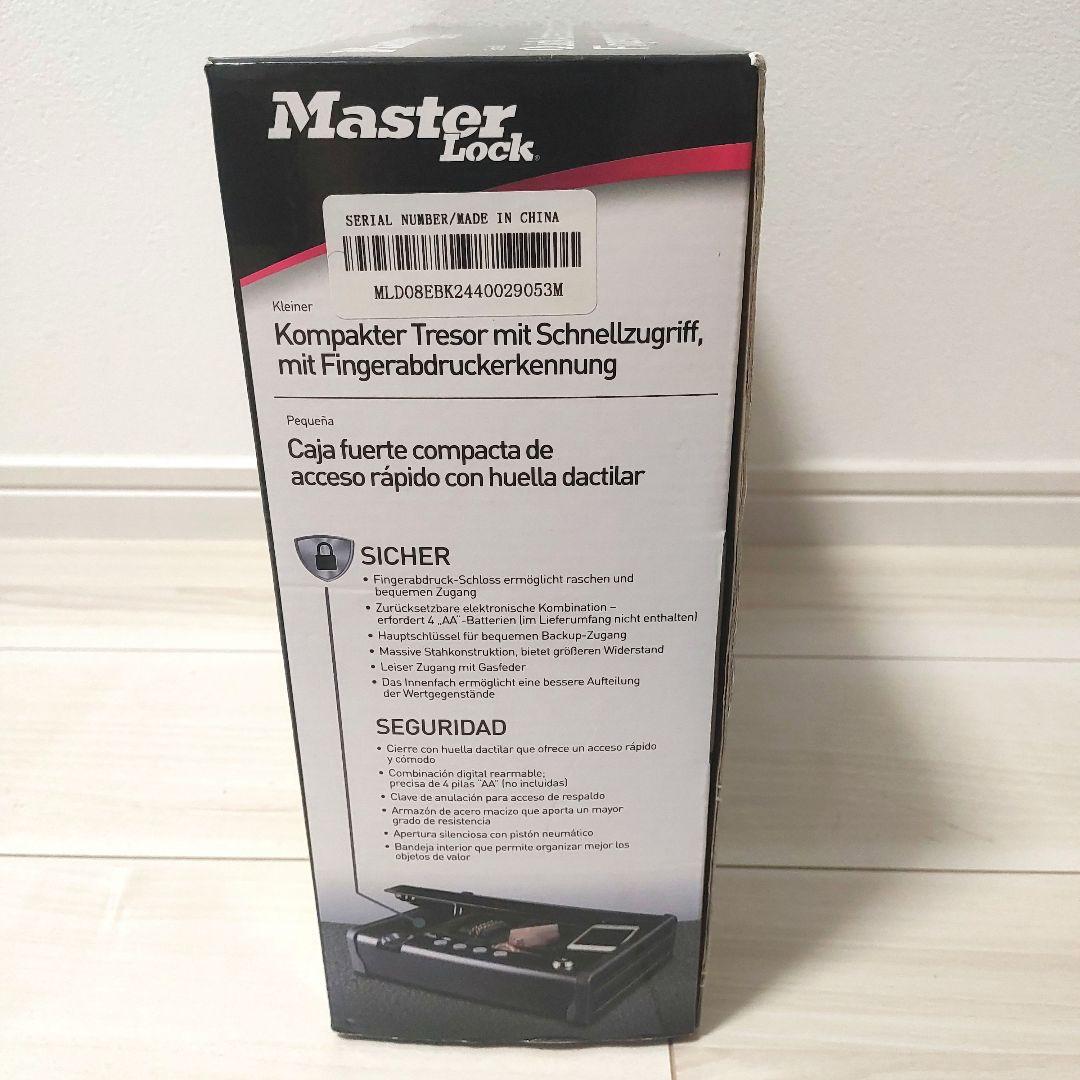 Master
Lock®
SERIAL NUMBER/MADE IN CHINA
MLD08EBK2440029053M
Kleiner
Kompakter Tresor mit Schnellzugriff,
mit Fingerabdruckerkennung
Pequeña
Caja fuerte compacta de
acceso rápido con huella dactilar
SICHER
• Fingerabdruck-Schloss ermöglicht raschen und
bequemen Zugang
• Zurücksetzbare elektronische Kombination –
erfordert 4 „AA"-Batterien (im Lieferumfang nicht enthalten)
• Hauptschlüssel für bequemen Backup-Zugang
• Massive Stahkonstruktion, bietet größeren Widerstand
• Leiser Zugang mit Gasfeder
• Das Innenfach ermöglicht eine bessere Aufteilung
der Wertgegenstände
SEGURIDAD
• Cierre con huella dactilar que ofrece un acceso rápido
y cómodo
• Combinación digital rearmable;
precisa de 4 pilas "AA" (no incluidas)
• Clave de anulación para acceso de respaldo
• Armazón de acero macizo que aporta un mayor
grado de resistencia
• Apertura silenciosa con pistón neumático
• Bandeja interior que permite organizar mejor los
objetos de valor